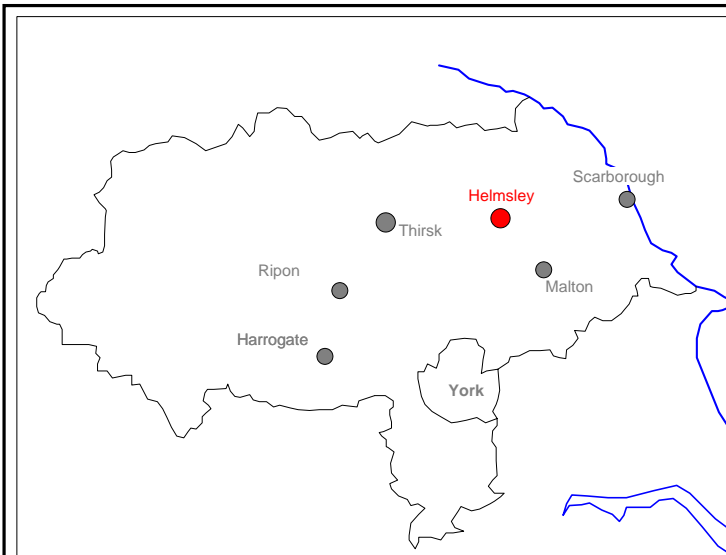 Scarborough
Helmsley
Thirsk
Ripon
Malton
Harrogate
York